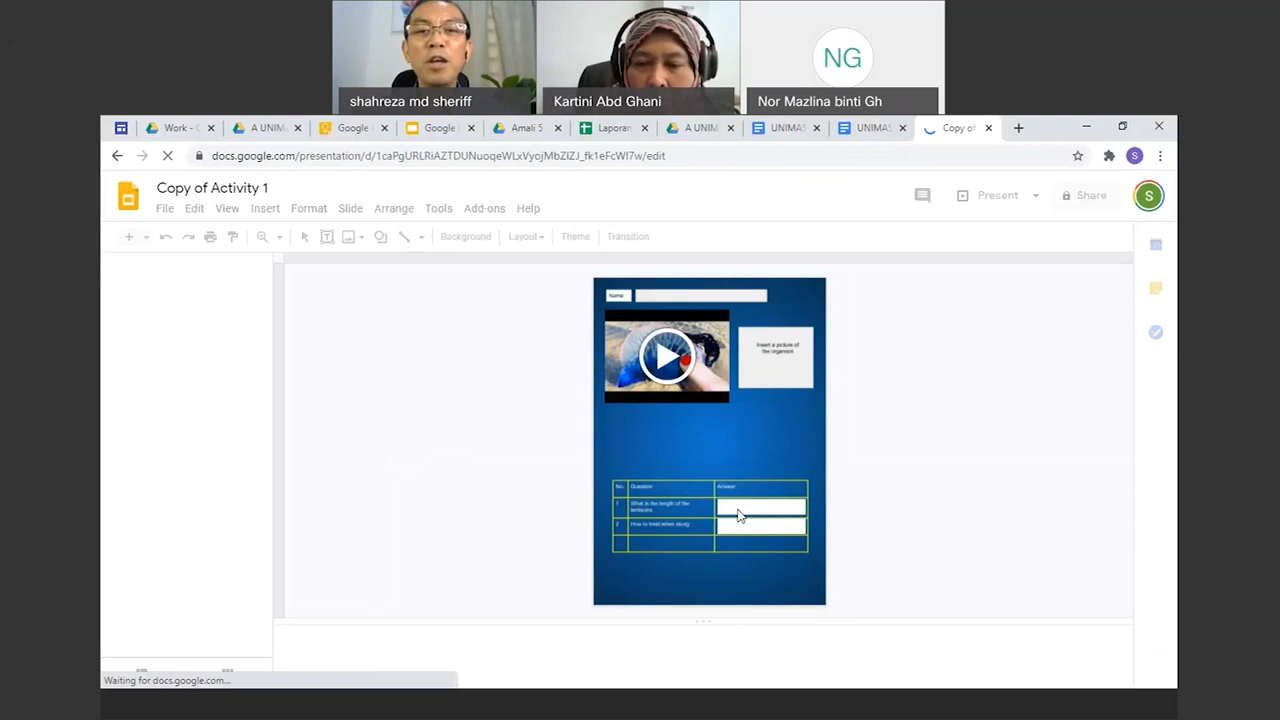 NG
shahreza md sheriff
Kartini Abd Ghani
Nor Mazlina binti Gh
Work - G
A UNIM
Google
Google
Amali 5
Laporan
A UNIM
UNIMAS
UNIMAS
Copy of
docs.google.com/presentation/d/1caPgURLRiAZTDUNuoqeWLxVyojMbZIZJ_fk1eFcWl7w/edit
S
Copy of Activity 1
File Edit View Insert Format Slide Arrange Tools Add-ons Help
Present
Share
S
Background Layout Theme Transition
Name
Insert a picture of
the organism
No. Question Answer
1 What is the length of the
tentacles
2 How to treat when stung
Waiting for docs.google.com...